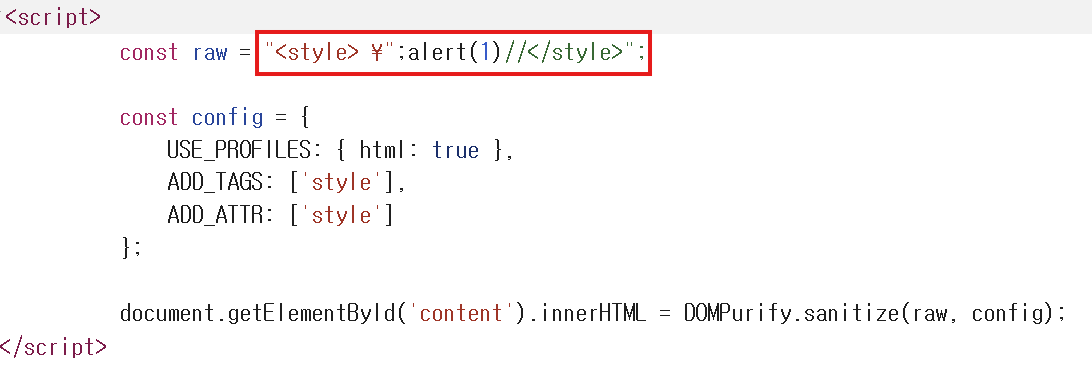 <script>
const raw = "<style> ¥";alert(1)//</style>";
const config = {
USE_PROFILES: { html: true },
ADD_TAGS: ['style'],
ADD_ATTR: ['style']
};
document.getElementById('content').innerHTML = DOMPurify.sanitize(raw, config);
</script>